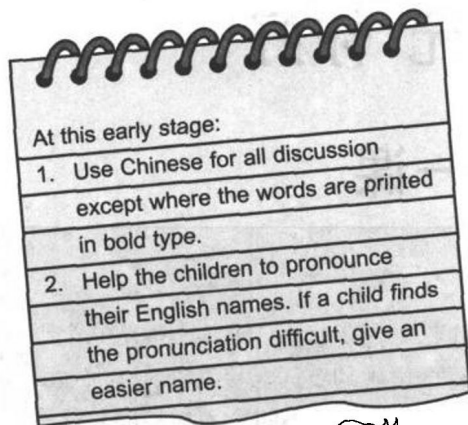 At this early stage:
1. Use Chinese for all discussion
except where the words are printed
in bold type.
2. Help the children to pronounce
their English names. If a child finds
the pronunciation difficult, give an
easier name.